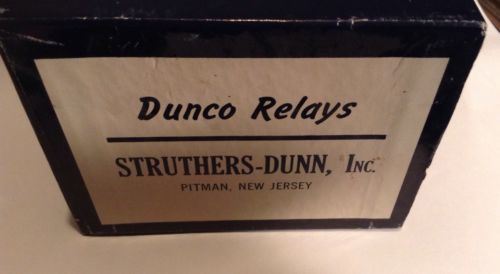 Dunco Relays
STRUTHERS-DUNN, INC.
PITMAN, NEW JERSEY